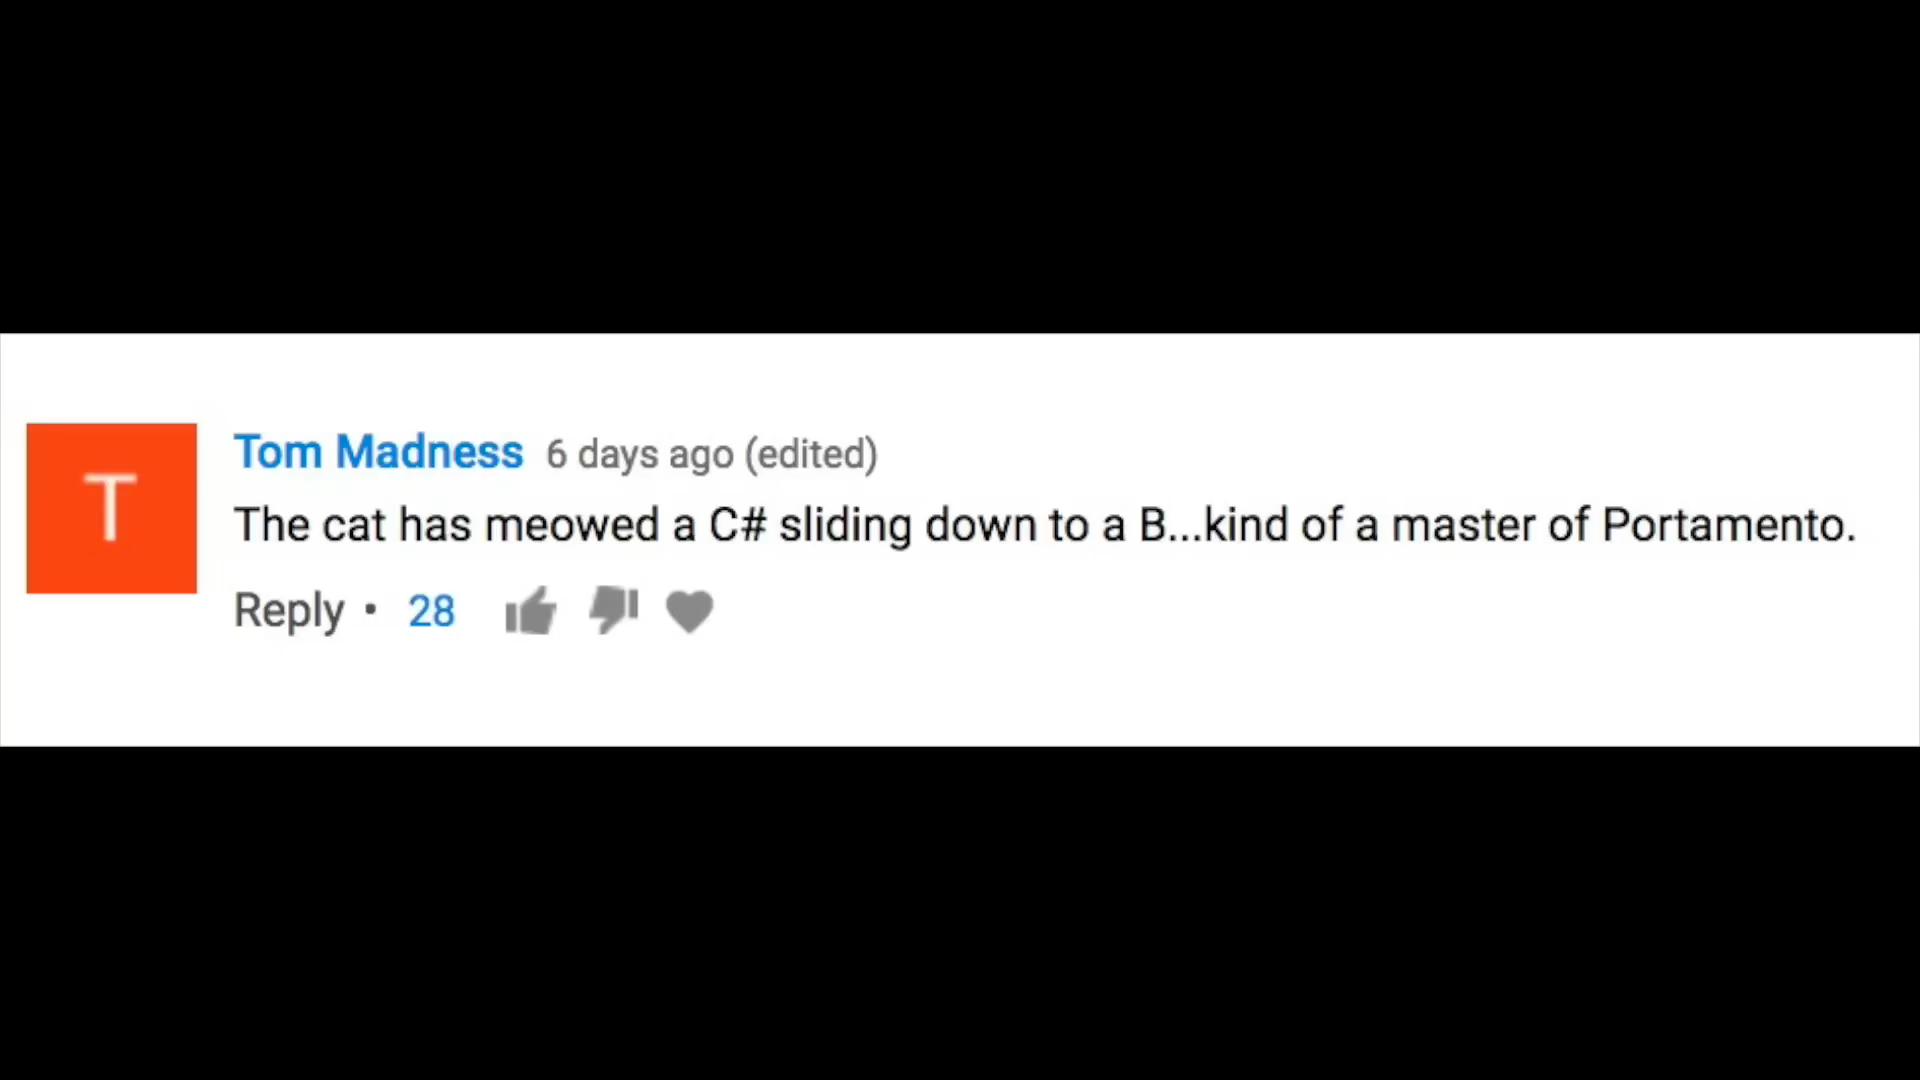 T
Tom Madness 6 days ago (edited)
The cat has meowed a C# sliding down to a B...kind of a master of Portamento.
Reply • 28